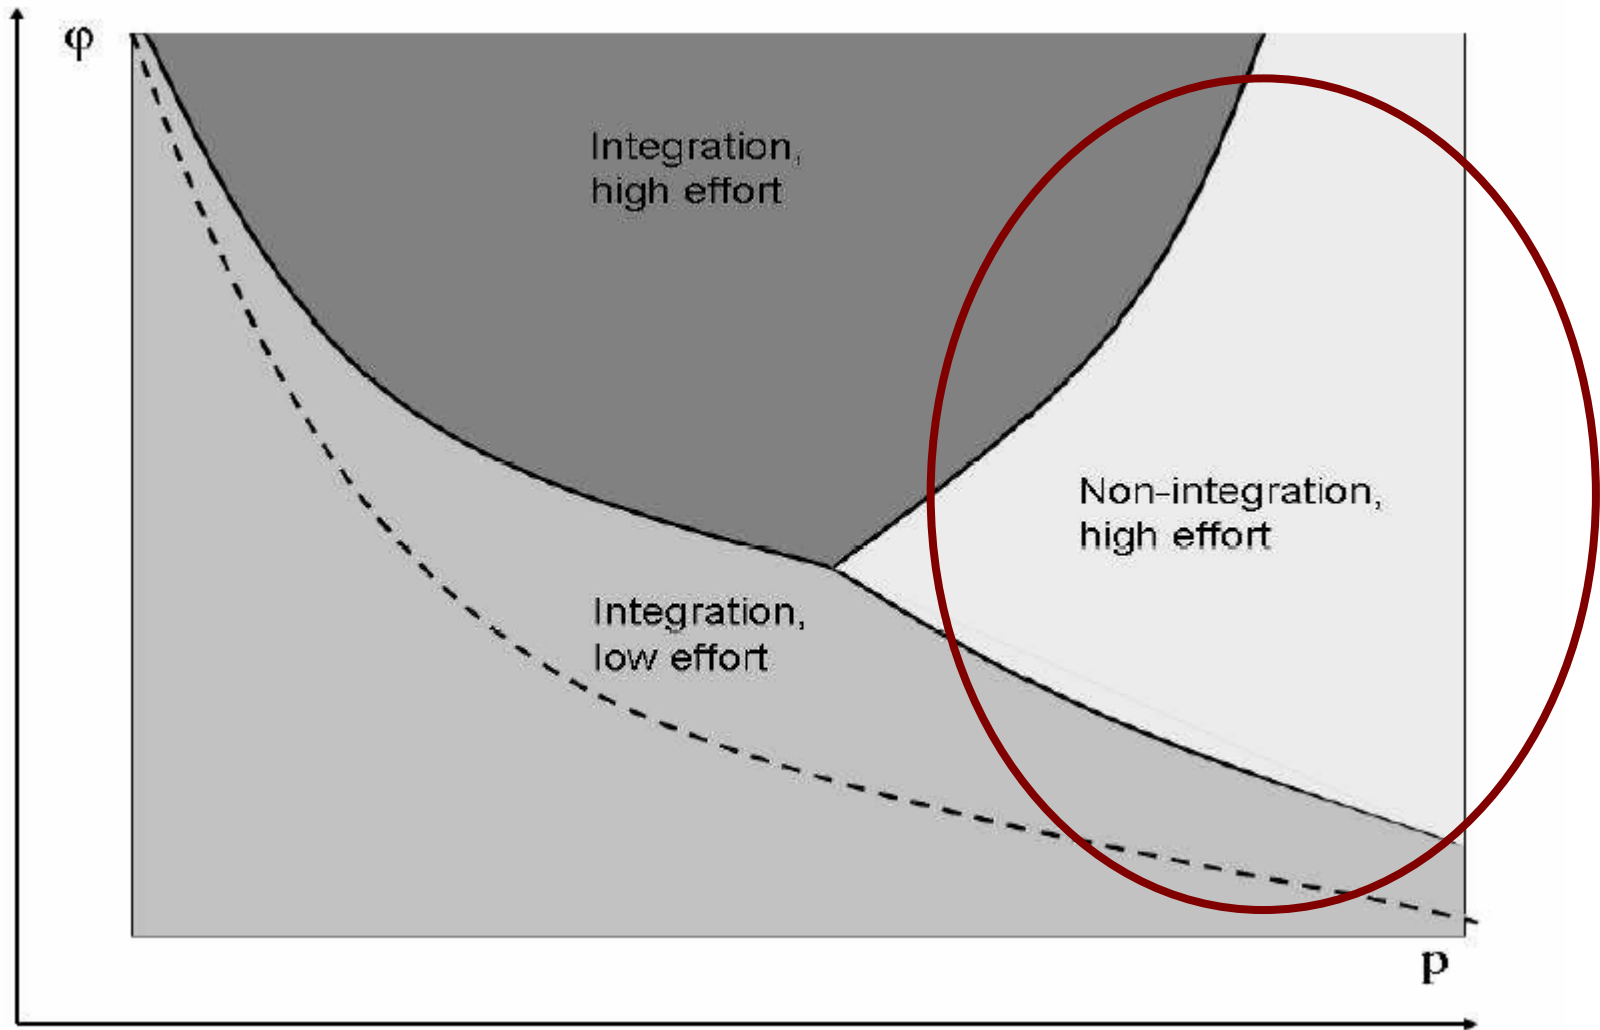 φ
Integration,
high effort
Non-integration,
high effort
Integration,
low effort
p